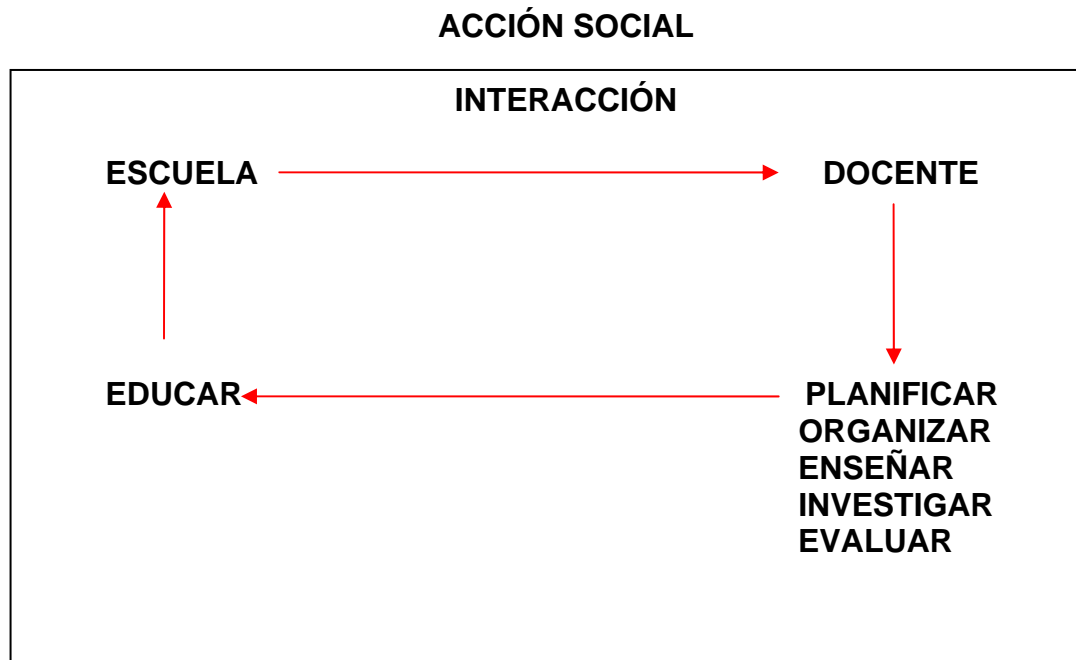 ACCIÓN SOCIAL
INTERACCIÓN
ESCUELA DOCENTE
EDUCAR PLANIFICAR
ORGANIZAR
ENSEÑAR
INVESTIGAR
EVALUAR